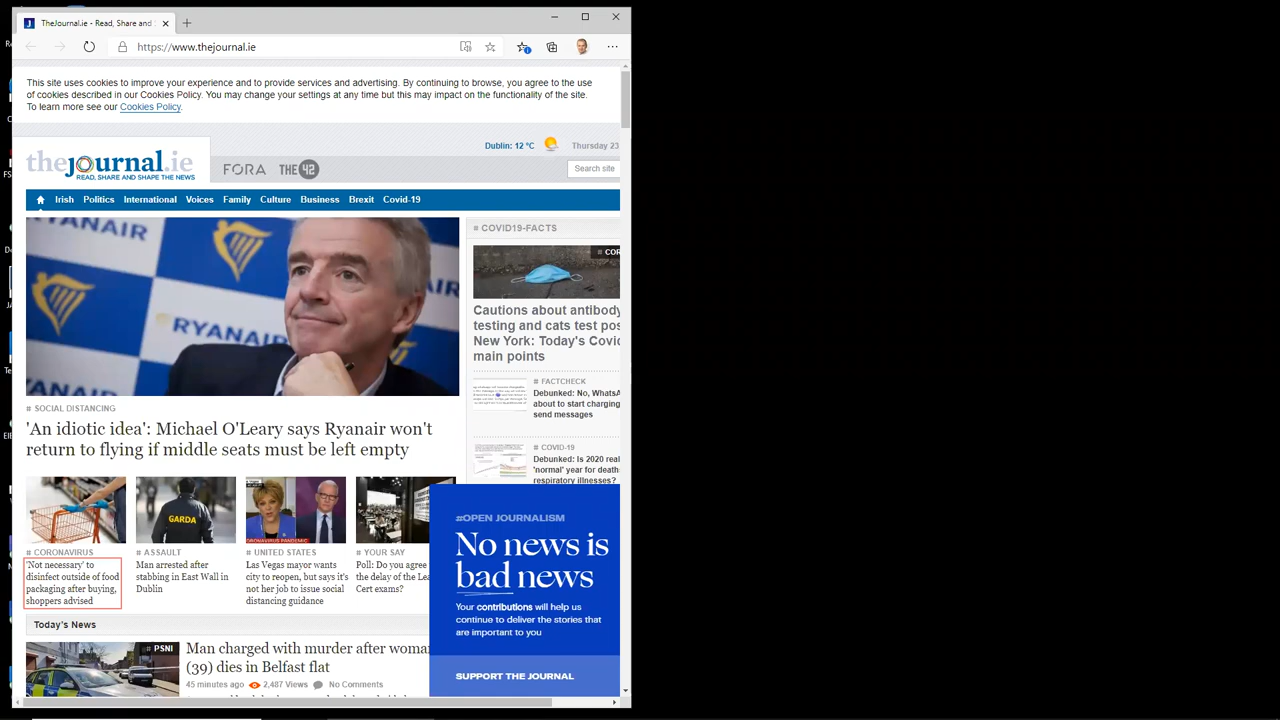 TheJournal.ie - Read, Share and
https://www.thejournal.ie
This site uses cookies to improve your experience and to provide services and advertising. By continuing to browse, you agree to the use
of cookies described in our Cookies Policy. You may change your settings at any time but this may impact on the functionality of the site.
To learn more see our Cookies Policy.
Dublin: 12 °C Thursday 23
thejournal.ie
READ, SHARE AND SHAPE THE NEWS
FORA THE 42
Search site
Irish Politics International Voices Family Culture Business Brexit Covid-19
RYANAIR
# COVID19-FACTS
COR
Cautions about antibody
testing and cats test pos
New York: Today's Covid
main points
# FACTCHECK
Debunked: No, WhatsA
about to start charging
send messages
# SOCIAL DISTANCING
'An idiotic idea': Michael O'Leary says Ryanair won't
return to flying if middle seats must be left empty
# COVID-19
Debunked: Is 2020 real
'normal' year for death
respiratory illnesses?
GARDA
# CORONAVIRUS
'Not necessary' to
disinfect outside of food
packaging after buying,
shoppers advised
# ASSAULT
Man arrested after
stabbing in East Wall in
Dublin
# UNITED STATES
Las Vegas mayor wants
city to reopen, but says it's
not her job to issue social
distancing guidance
# YOUR SAY
Poll: Do you agree
the delay of the Lea
Cert exams?
#OPEN JOURNALISM
No news is
bad news
Your contributions will help us
continue to deliver the stories that
are important to you
SUPPORT THE JOURNAL
Today's News
# PSNI
Man charged with murder after woma
(39) dies in Belfast flat
45 minutes ago 2,487 Views No Comments